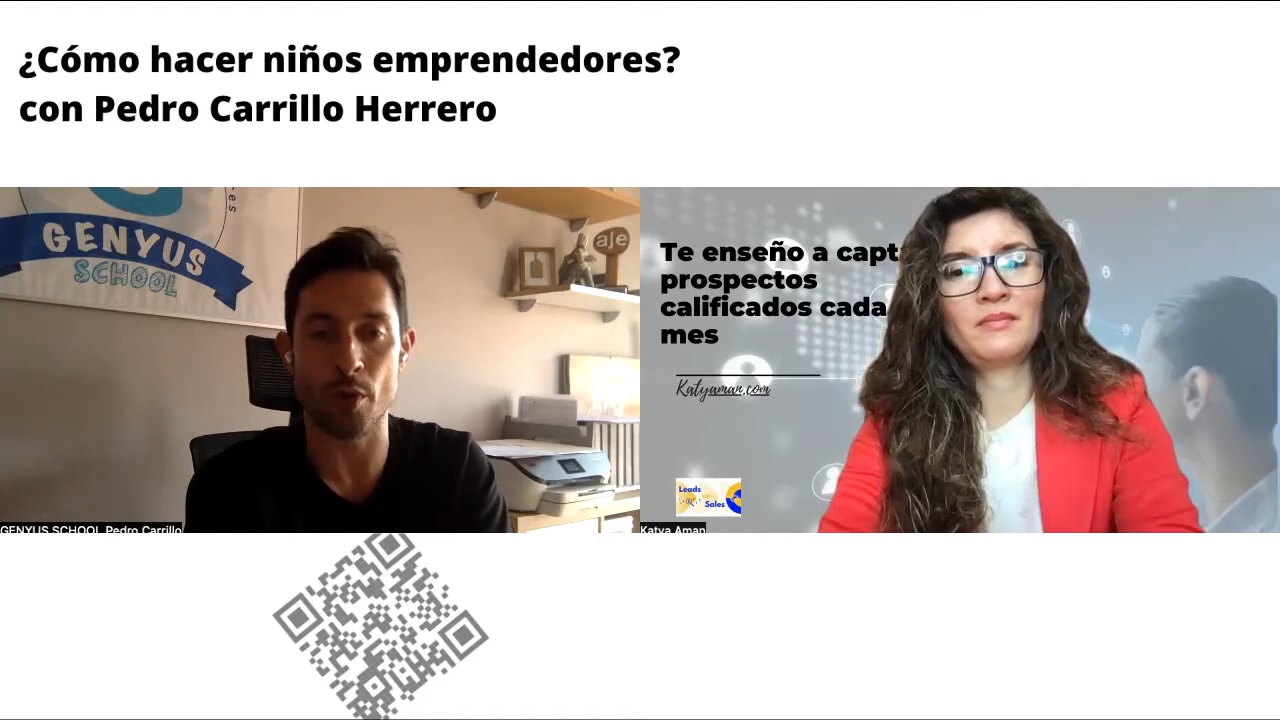 ¿Cómo hacer niños emprendedores?
con Pedro Carrillo Herrero
es
GENYUS
SCHOOL
aje
Te enseño a capt
prospectos
calificados cada
mes
Katyaman.com
Leads
Sales
GENYUS SCHOOL Pedro Carrillo
Katya Aman